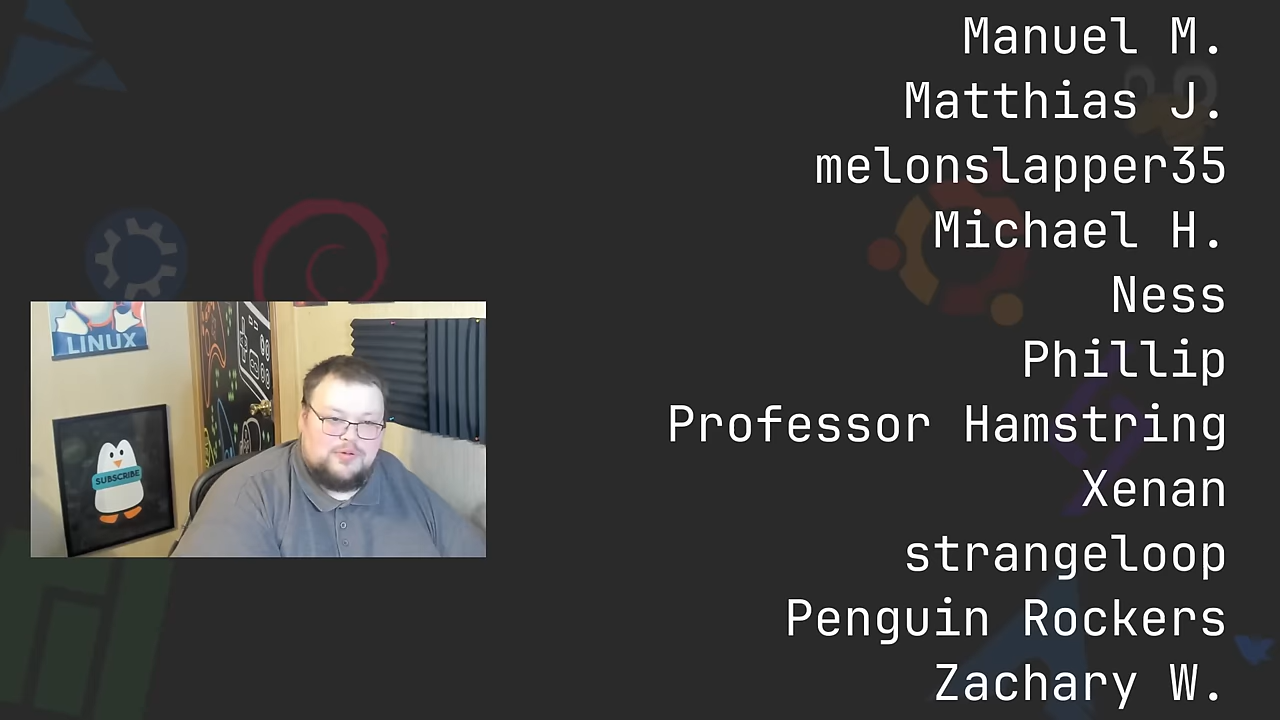 Manuel M.
Matthias J.
melonslapper35
Michael H.
Ness
Phillip
Professor Hamstring
Xenan
strangeloop
Penguin Rockers
Zachary W.
LINUX
SUBSCRIBE